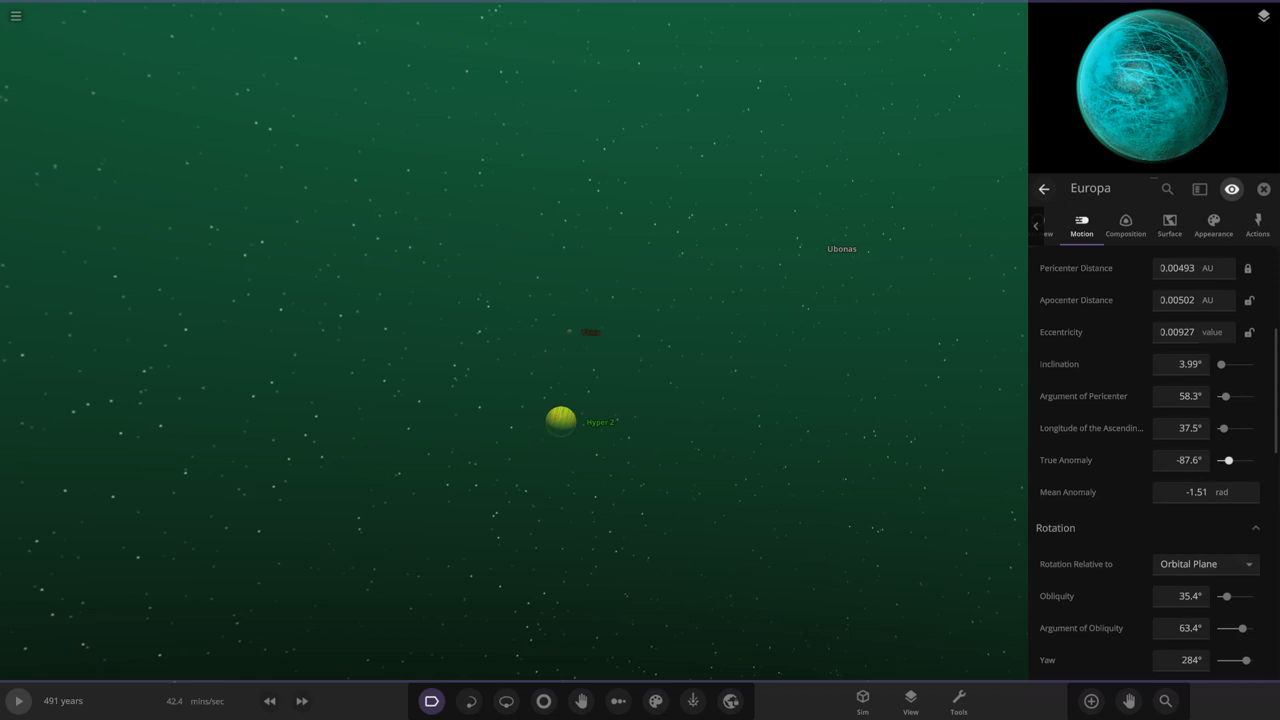 Ubonas
Hyper 2
Europa
ew
Motion
Composition
Surface
Appearance
Actions
Pericenter Distance 0.00493 AU
Apocenter Distance 0.00502 AU
Eccentricity 0.00927 value
Inclination 3.99°
Argument of Pericenter 58.3°
Longitude of the Ascendin... 37.5°
True Anomaly -87.6°
Mean Anomaly -1.51 rad
Rotation
Rotation Relative to Orbital Plane
Obliquity 35.4°
Argument of Obliquity 63.4°
Yaw 284°
491 years
42.4 mins/sec
Sim
View
Tools